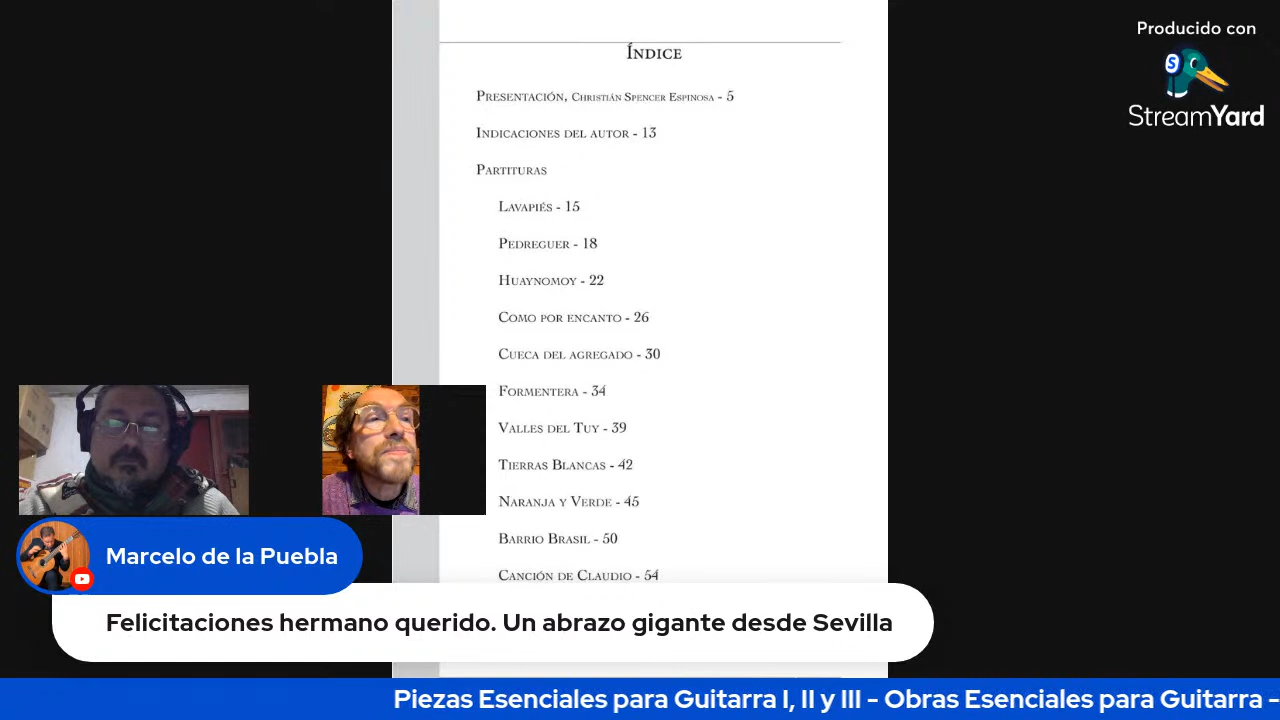 Producido con
StreamYard
ÍNDICE
PRESENTACIÓN, CHRISTIÁN SPENCER ESPINOSA - 5
INDICACIONES DEL AUTOR - 13
PARTITURAS
LAVAPIÉS - 15
PEDREGUER - 18
HUAYNOMOY - 22
COMO POR ENCANTO - 26
CUECA DEL AGREGADO - 30
FORMENTERA - 34
VALLES DEL TUY - 39
TIERRAS BLANCAS - 42
NARANJA Y VERDE - 45
BARRIO BRASIL - 50
CANCIÓN DE CLAUDIO - 54
Marcelo de la Puebla
Felicitaciones hermano querido. Un abrazo gigante desde Sevilla
Piezas Esenciales para Guitarra I, II y III - Obras Esenciales para Guitarra -